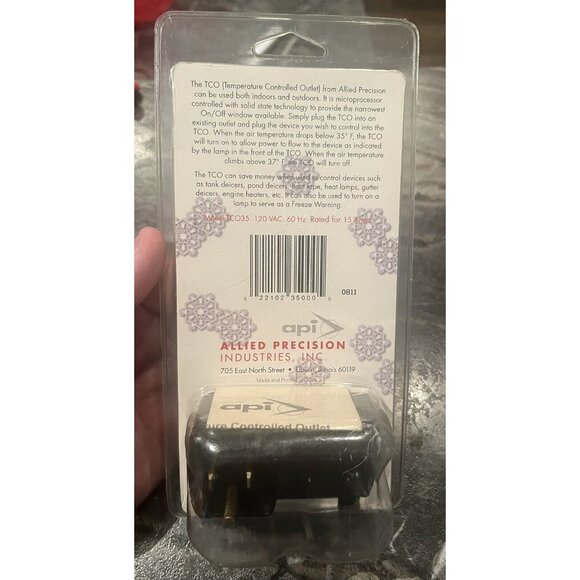 The TCO (Temperature Controlled Outlet) from Allied Precision
can be used both indoors and outdoors. It is microprocessor
controlled with solid state technology to provide the narrowest
On/Off window available. Simply plug the TCO into an
existing outlet and plug the device you wish to control into the
TCO. When the air temperature drops below 35° F, the TCO
will turn on to allow power to flow to the device as indicated
by the lamp in the front of the TCO. When the air temperature
climbs above 37° F, the TCO will turn off.
The TCO can save money when used to control devices such
as tank deicers, pond deicers, heat tape, heat lamps, gutter
deicers, engine heaters, etc. It can also be used to turn on a
lamp to serve as a Freeze Warning.
Model TCO35 120 VAC 60 Hz Rated for 15 Amps
0 22102 35000 5
0811
api
ALLIED PRECISION
INDUSTRIES, INC.
705 East North Street • Elburn, Illinois 60119
Made and Printed in
api
ure Controlled Outlet